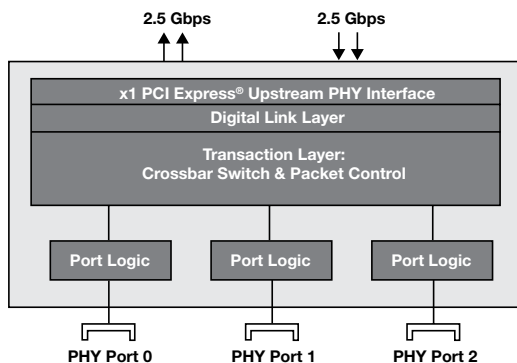 2.5 Gbps 2.5 Gbps
x1 PCI Express® Upstream PHY Interface
Digital Link Layer
Transaction Layer:
Crossbar Switch & Packet Control
Port Logic Port Logic Port Logic
PHY Port 0 PHY Port 1 PHY Port 2